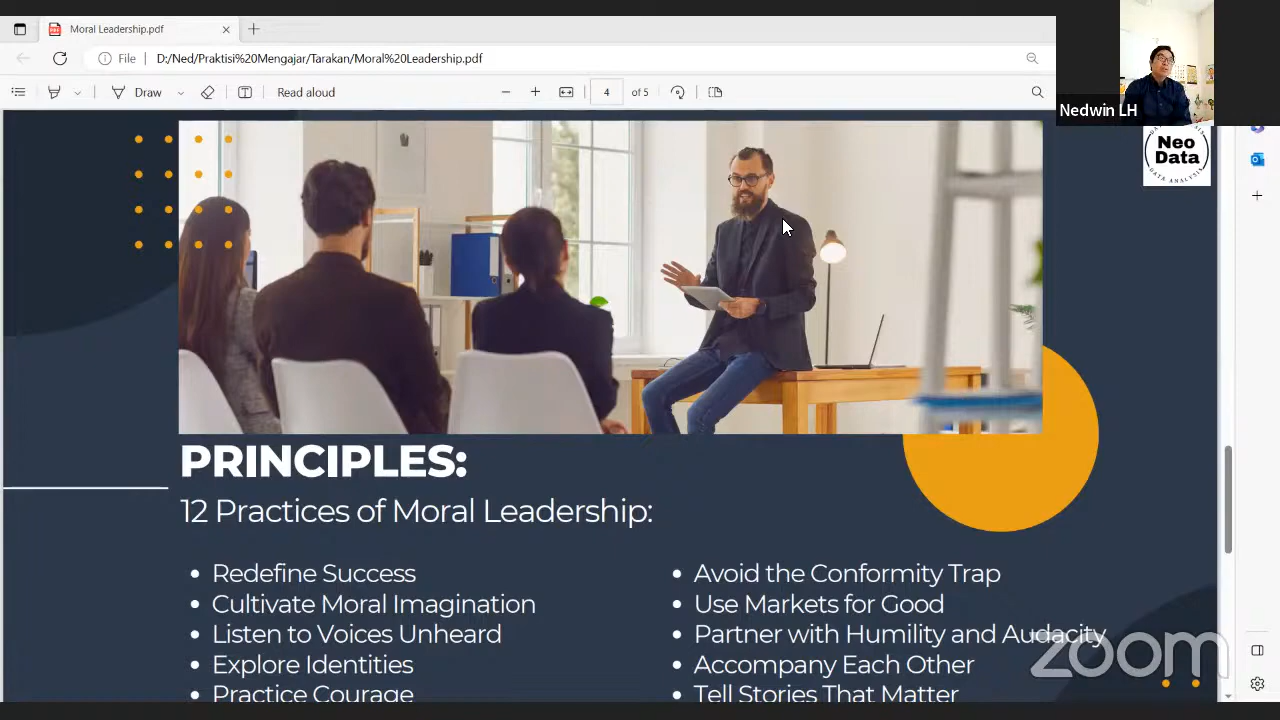 Moral Leadership.pdf
File
D:/Ned/Praktisi%20Mengajar/Tarakan/Moral%20Leadership.pdf
Draw
Read aloud
4 of 5
Nedwin LH
Neo
Data
DATA ANALYSIS
PRINCIPLES:
12 Practices of Moral Leadership:
• Redefine Success
• Cultivate Moral Imagination
• Listen to Voices Unheard
• Explore Identities
• Practice Courage
• Avoid the Conformity Trap
• Use Markets for Good
• Partner with Humility and Audacity
• Accompany Each Other
• Tell Stories That Matter
zoom